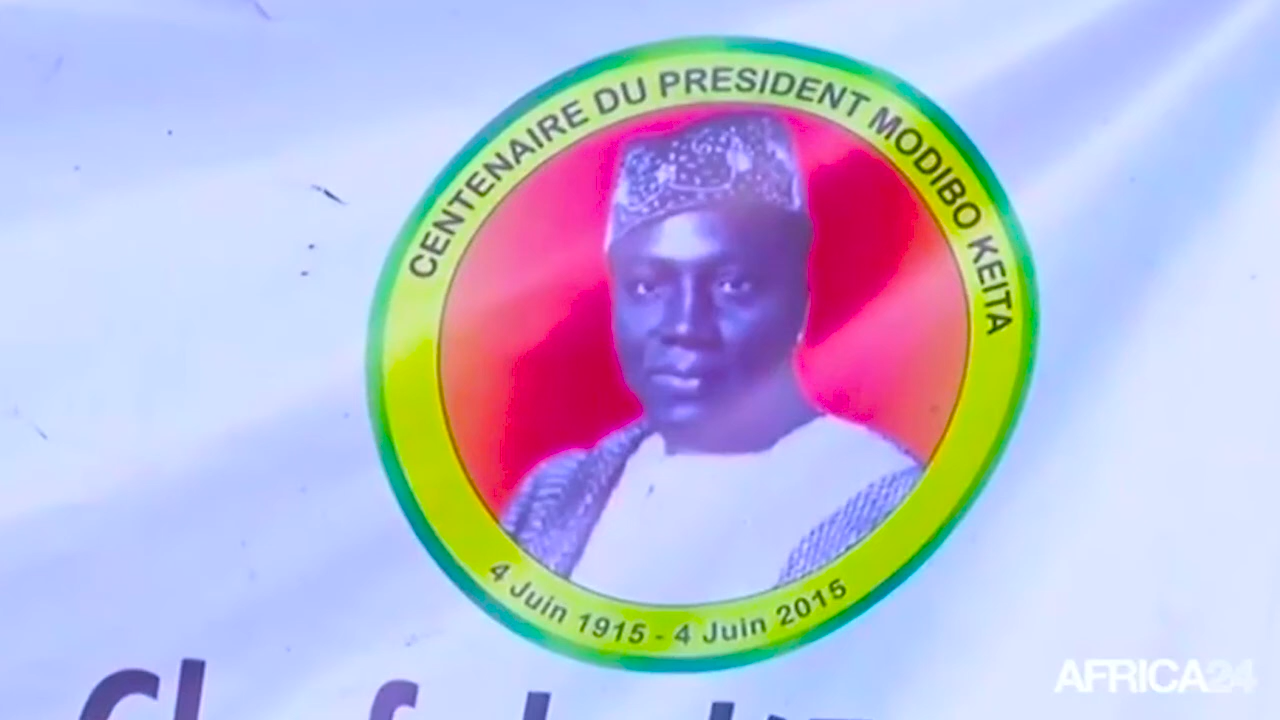 CENTENAIRE DU PRESIDENT MODIBO KEITA
4 Juin 1915 - 4 Juin 2015
AFRICA24